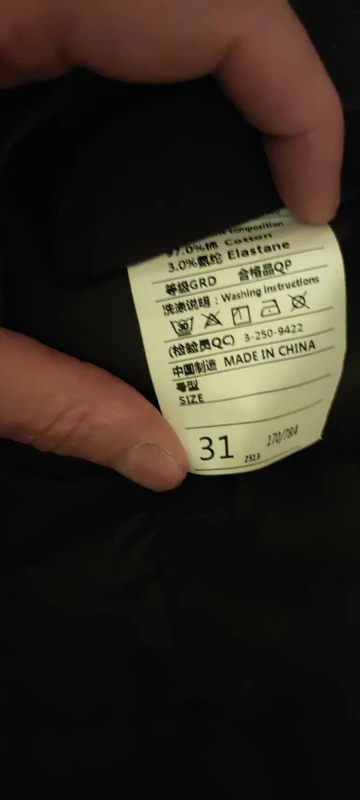 Composition
97.0%棉 Cotton
3.0%氨纶 Elastane
等级GRD 合格品QP
洗涤说明：Washing Instructions
30
(检验员QC) 3-250-9422
中国制造 MADE IN CHINA
号型
SIZE
31 2513 170/78A